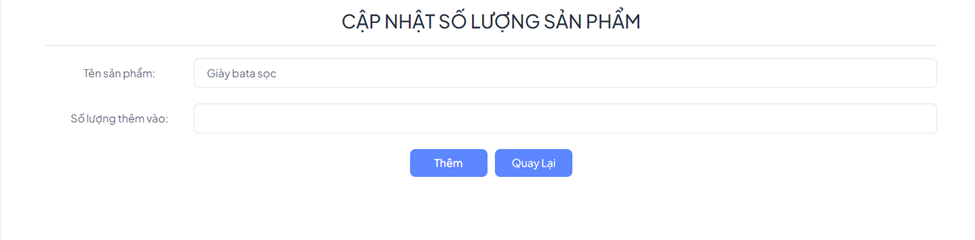 CẬP NHẬT SỐ LƯỢNG SẢN PHẨM
Tên sản phẩm: Giày bata sọc
Số lượng thêm vào:
Thêm Quay Lại